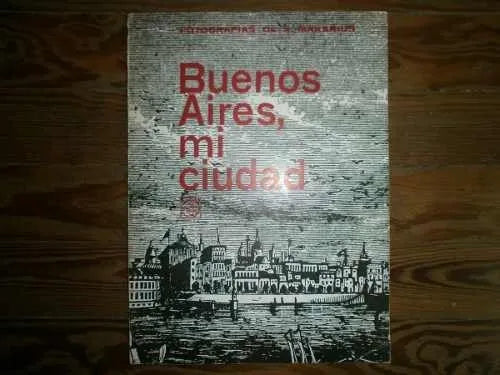 FOTOGRAFIAS DE S. MAKARIUS
Buenos
Aires,
mi
ciudad